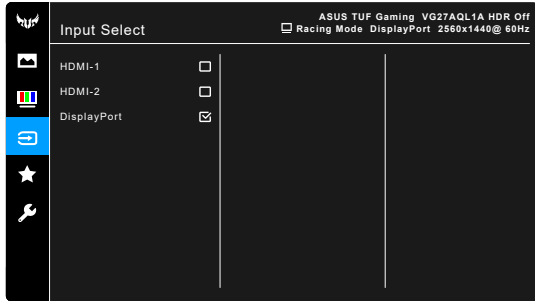 ASUS TUF Gaming VG27AQL1A HDR Off
Input Select
Racing Mode DisplayPort 2560x1440@ 60Hz
HDMI-1
HDMI-2
DisplayPort